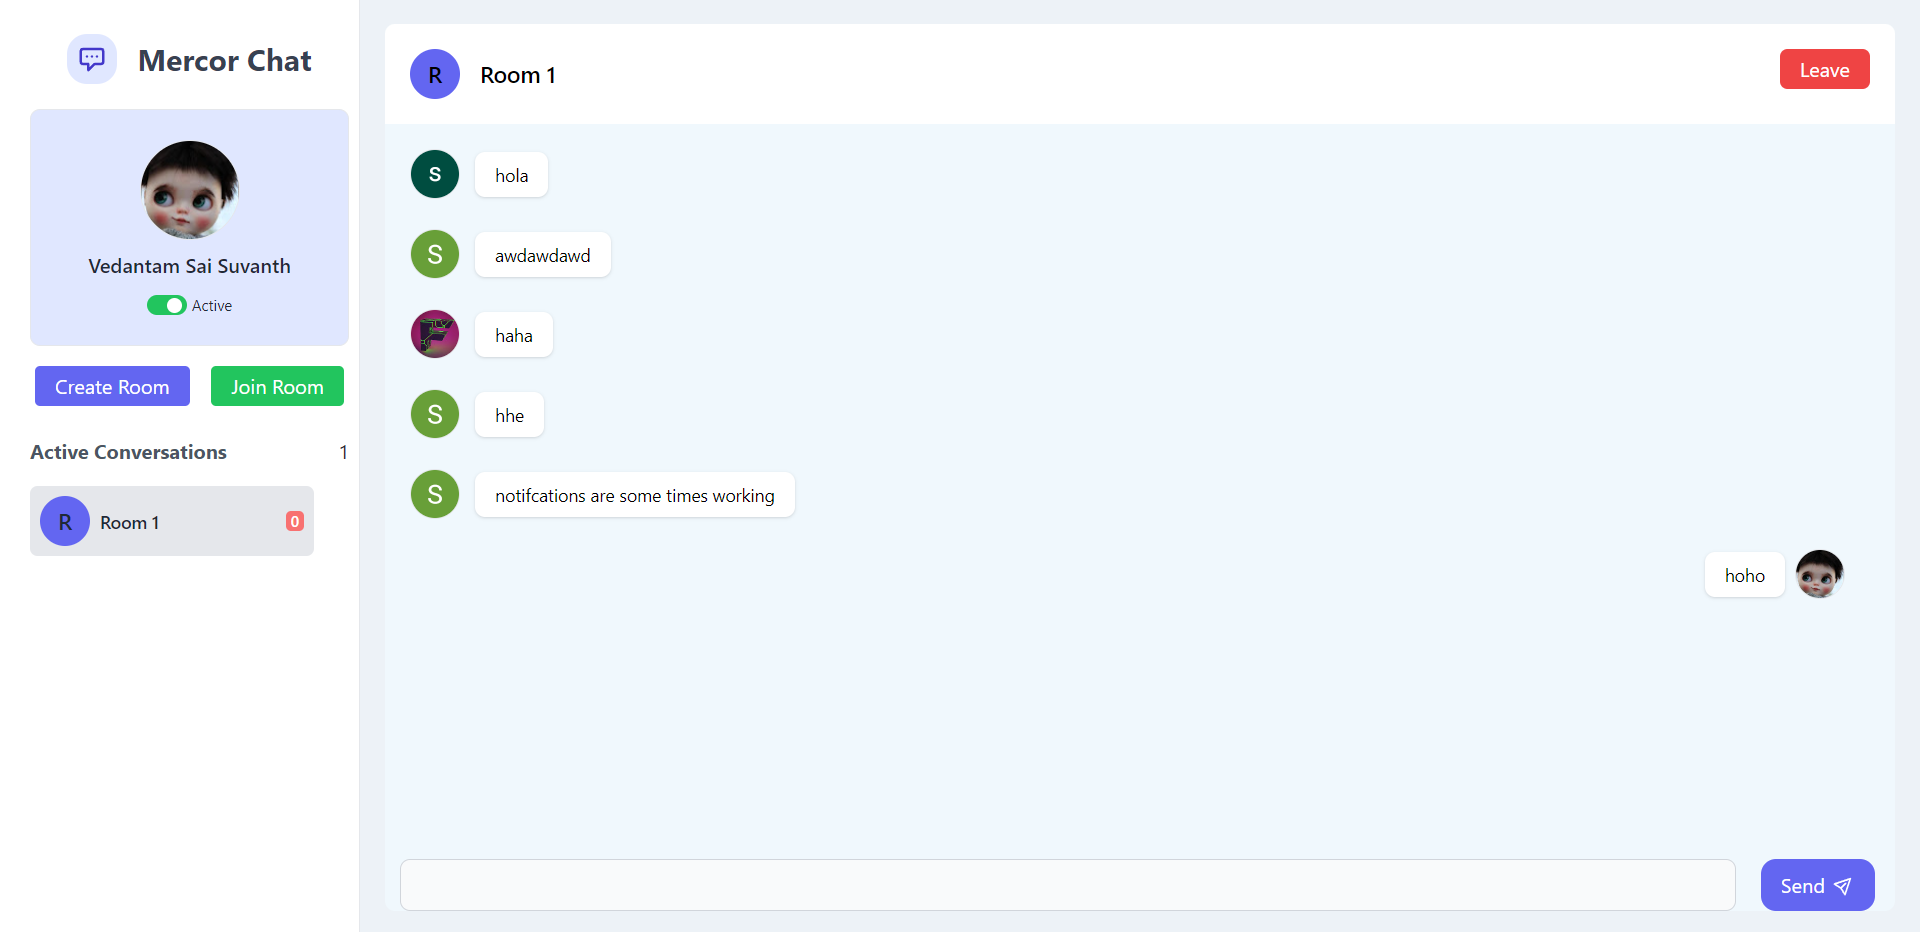 Mercor Chat
Vedantam Sai Suvanth
Active
Create Room
Join Room
Active Conversations 1
R Room 1 0
R Room 1
Leave
S hola
S awdawdawd
F haha
S hhe
S notifcations are some times working
hoho
Send